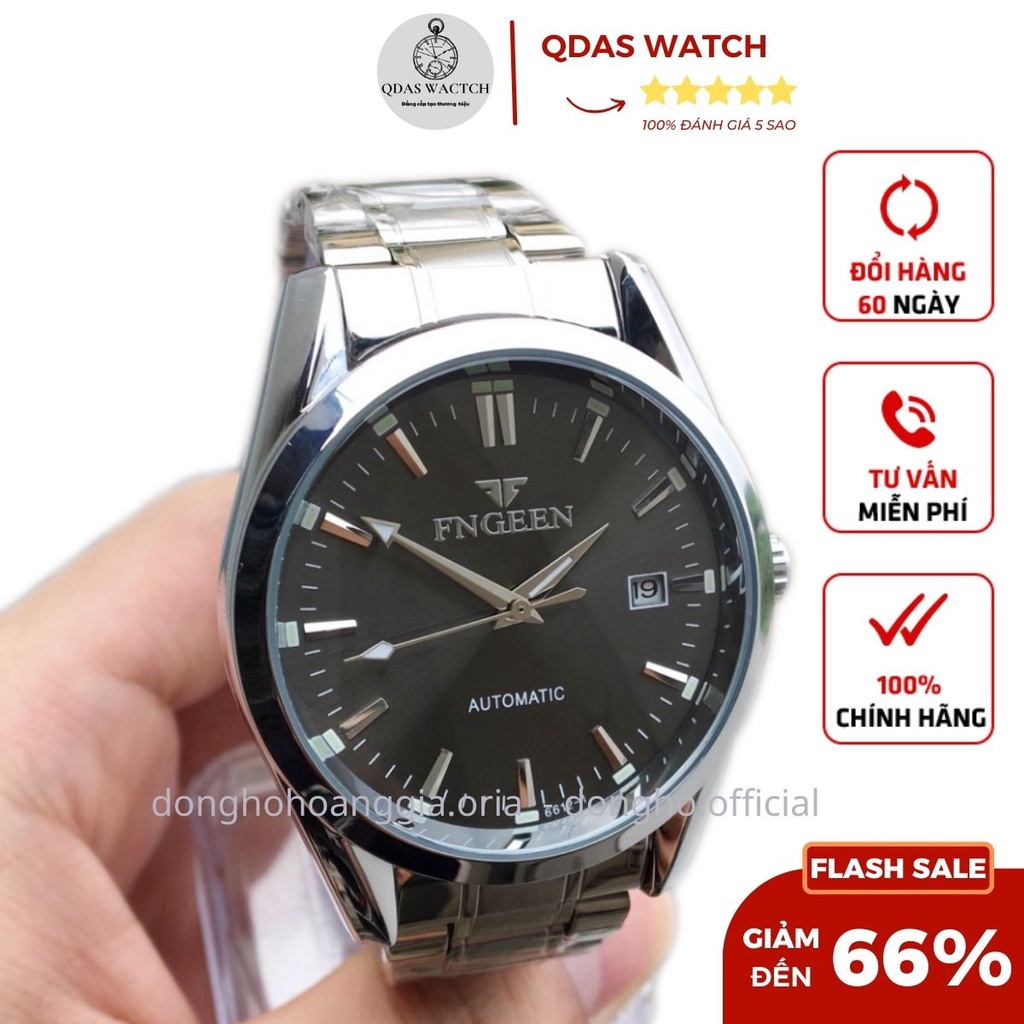 QDAS WACTCH
Đẳng cấp tạo thương hiệu
QDAS WATCH
100% ĐÁNH GIÁ 5 SAO
ĐỔI HÀNG
60 NGÀY
TƯ VẤN
MIỄN PHÍ
100%
CHÍNH HÃNG
FNGEEN
19
AUTOMATIC
donghohoanggia.oria - dongho.official
FLASH SALE
GIẢM
ĐẾN
66%